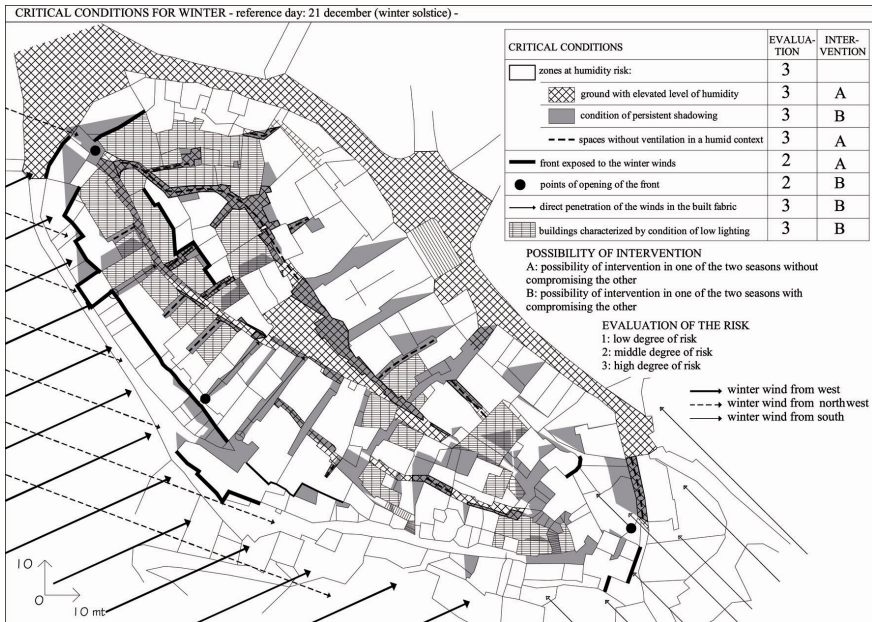 CRITICAL CONDITIONS FOR WINTER - reference day: 21 december (winter solstice) -
CRITICAL CONDITIONS
EVALUA-
TION
INTER-
VENTION
zones at humidity risk:
3
ground with elevated level of humidity
3
A
condition of persistent shadowing
3
B
spaces without ventilation in a humid context
3
A
front exposed to the winter winds
2
A
points of opening of the front
2
B
direct penetration of the winds in the built fabric
3
B
buildings characterized by condition of low lighting
3
B
POSSIBILITY OF INTERVENTION
A: possibility of intervention in one of the two seasons without
compromising the other
B: possibility of intervention in one of the two seasons with
compromising the other
EVALUATION OF THE RISK
1: low degree of risk
2: middle degree of risk
3: high degree of risk
winter wind from west
winter wind from northwest
winter wind from south
10
0
10 mt